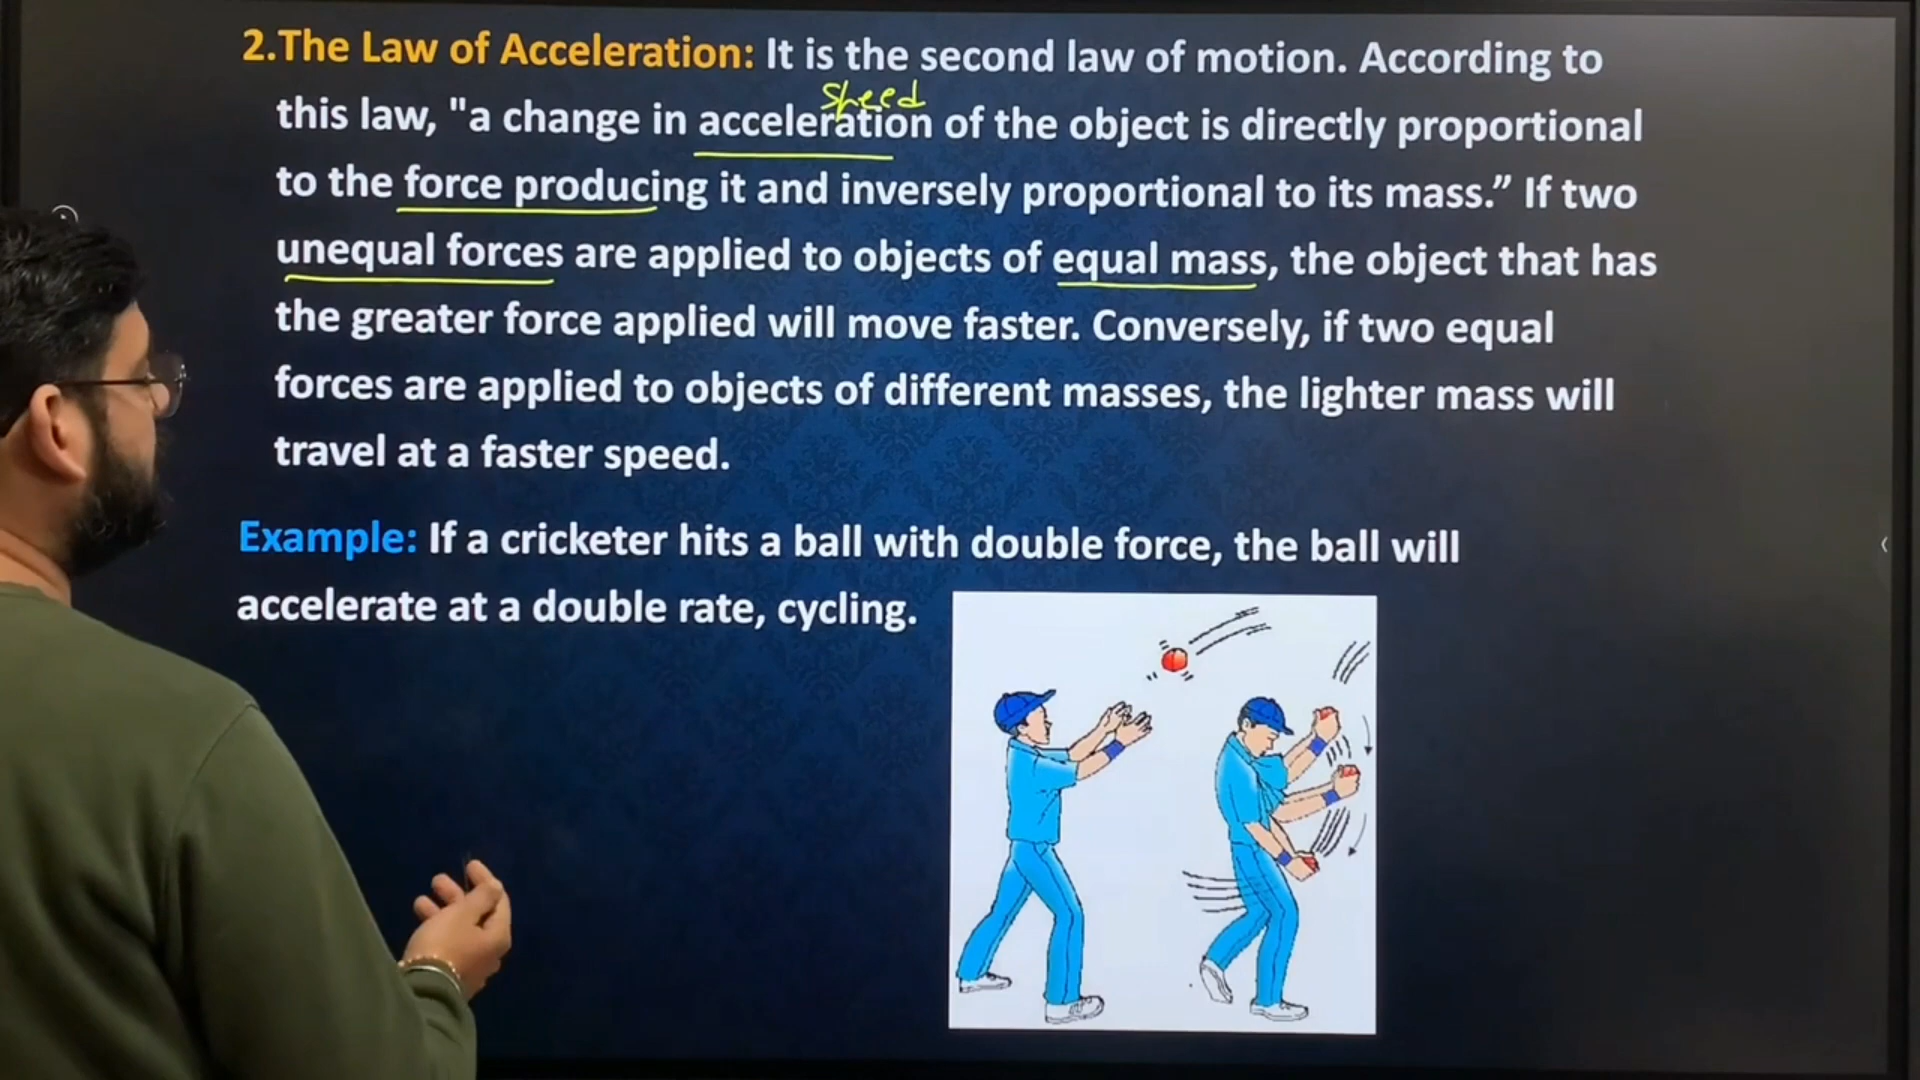 2.The Law of Acceleration: It is the second law of motion. According to
speed
this law, "a change in acceleration of the object is directly proportional
to the force producing it and inversely proportional to its mass.” If two
unequal forces are applied to objects of equal mass, the object that has
the greater force applied will move faster. Conversely, if two equal
forces are applied to objects of different masses, the lighter mass will
travel at a faster speed.
Example: If a cricketer hits a ball with double force, the ball will
accelerate at a double rate, cycling.